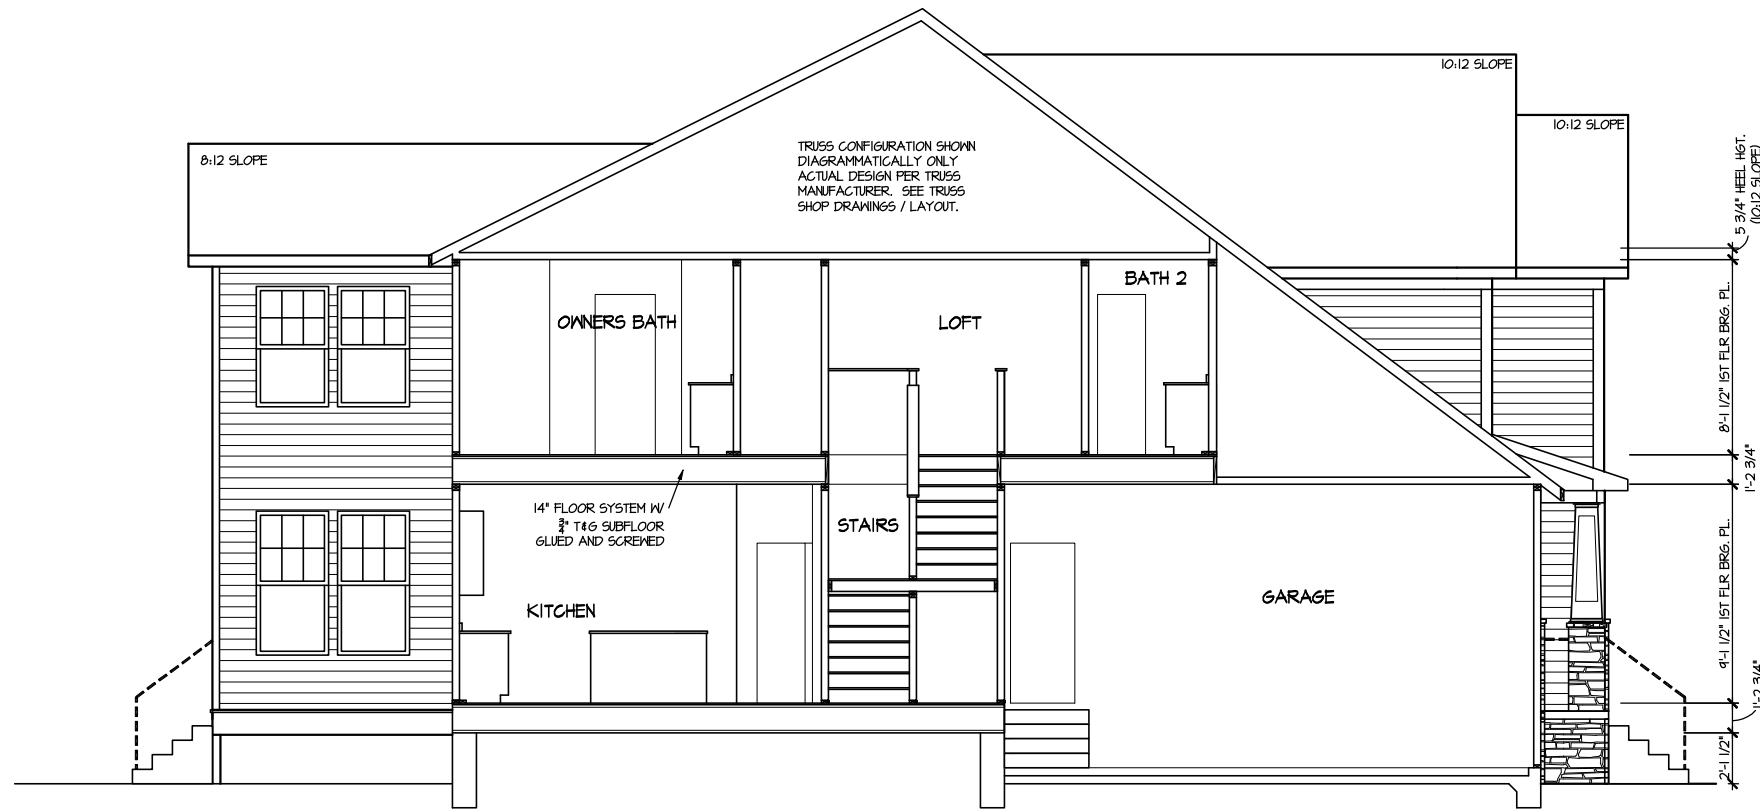 10:12 SLOPE
10:12 SLOPE
8:12 SLOPE
TRUSS CONFIGURATION SHOWN
DIAGRAMMATICALLY ONLY
ACTUAL DESIGN PER TRUSS
MANUFACTURER. SEE TRUSS
SHOP DRAWINGS / LAYOUT.
5 3/4" HEEL HGT.
(10:12 SLOPE)
BATH 2
OWNERS BATH
LOFT
8'-1 1/2" 1ST FLR BRG. PL.
1'-2 3/4"
14" FLOOR SYSTEM W/
3/4" T&G SUBFLOOR
GLUED AND SCREWED
STAIRS
KITCHEN
GARAGE
9'-1 1/2" 1ST FLR BRG. PL.
1'-2 3/4"
2'-1 1/2"